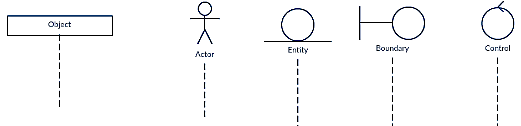 Object
Actor
Entity
Boundary
Control